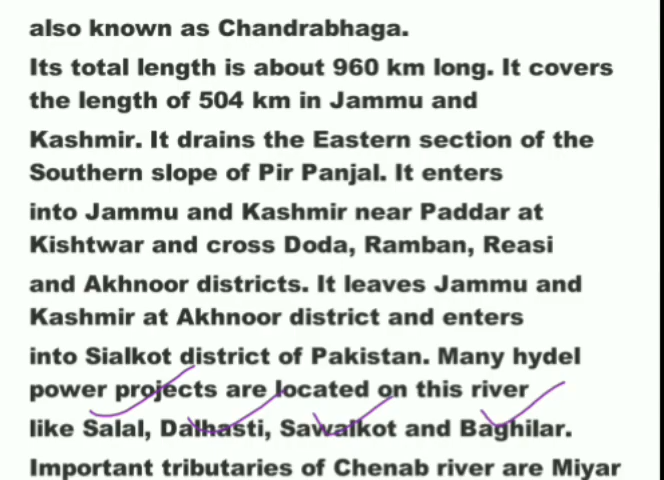 also known as Chandrabhaga.
Its total length is about 960 km long. It covers
the length of 504 km in Jammu and
Kashmir. It drains the Eastern section of the
Southern slope of Pir Panjal. It enters
into Jammu and Kashmir near Paddar at
Kishtwar and cross Doda, Ramban, Reasi
and Akhnoor districts. It leaves Jammu and
Kashmir at Akhnoor district and enters
into Sialkot district of Pakistan. Many hydel
power projects are located on this river
like Salal, Dalhasti, Sawalkot and Baghilar.
Important tributaries of Chenab river are Miyar